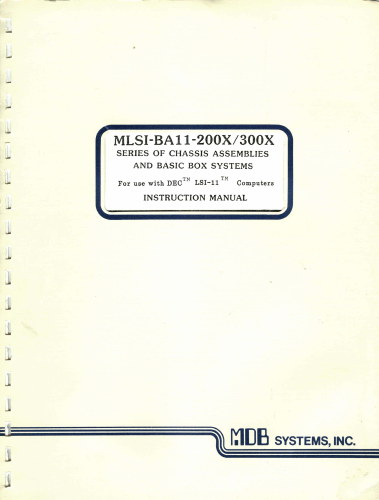 MLSI-BA11-200X/300X
SERIES OF CHASSIS ASSEMBLIES
AND BASIC BOX SYSTEMS
For use with DEC™ LSI-11™ Computers
INSTRUCTION MANUAL
MDB SYSTEMS, INC.